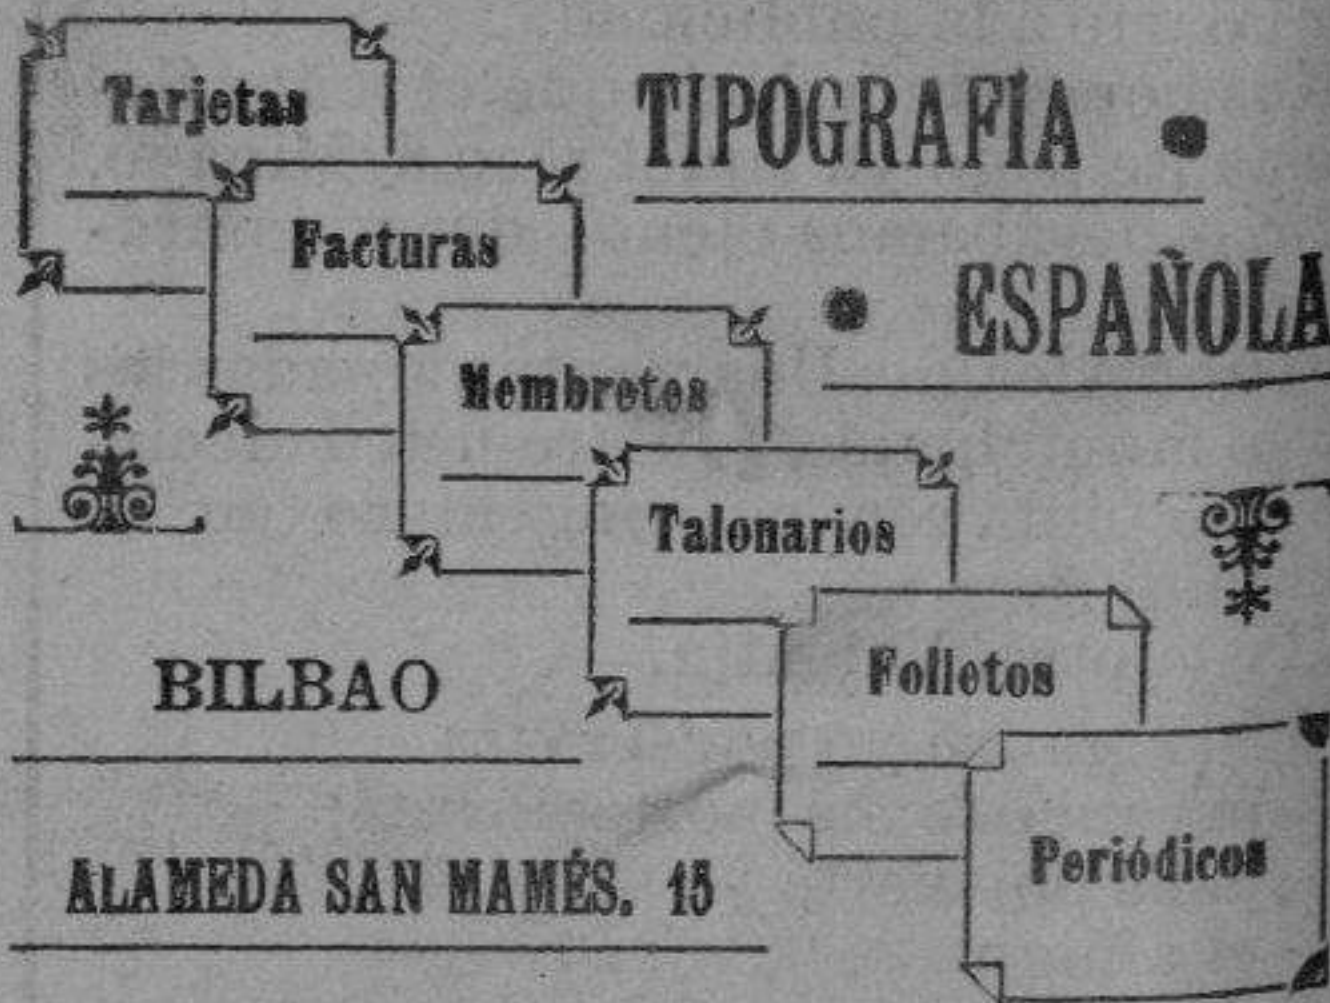 Tarjetas
TIPOGRAFÍA
Facturas
ESPAÑOLA
Membretes
Talonarios
BILBAO
Folletos
ALAMEDA SAN MAMÉS. 15
Periódicos